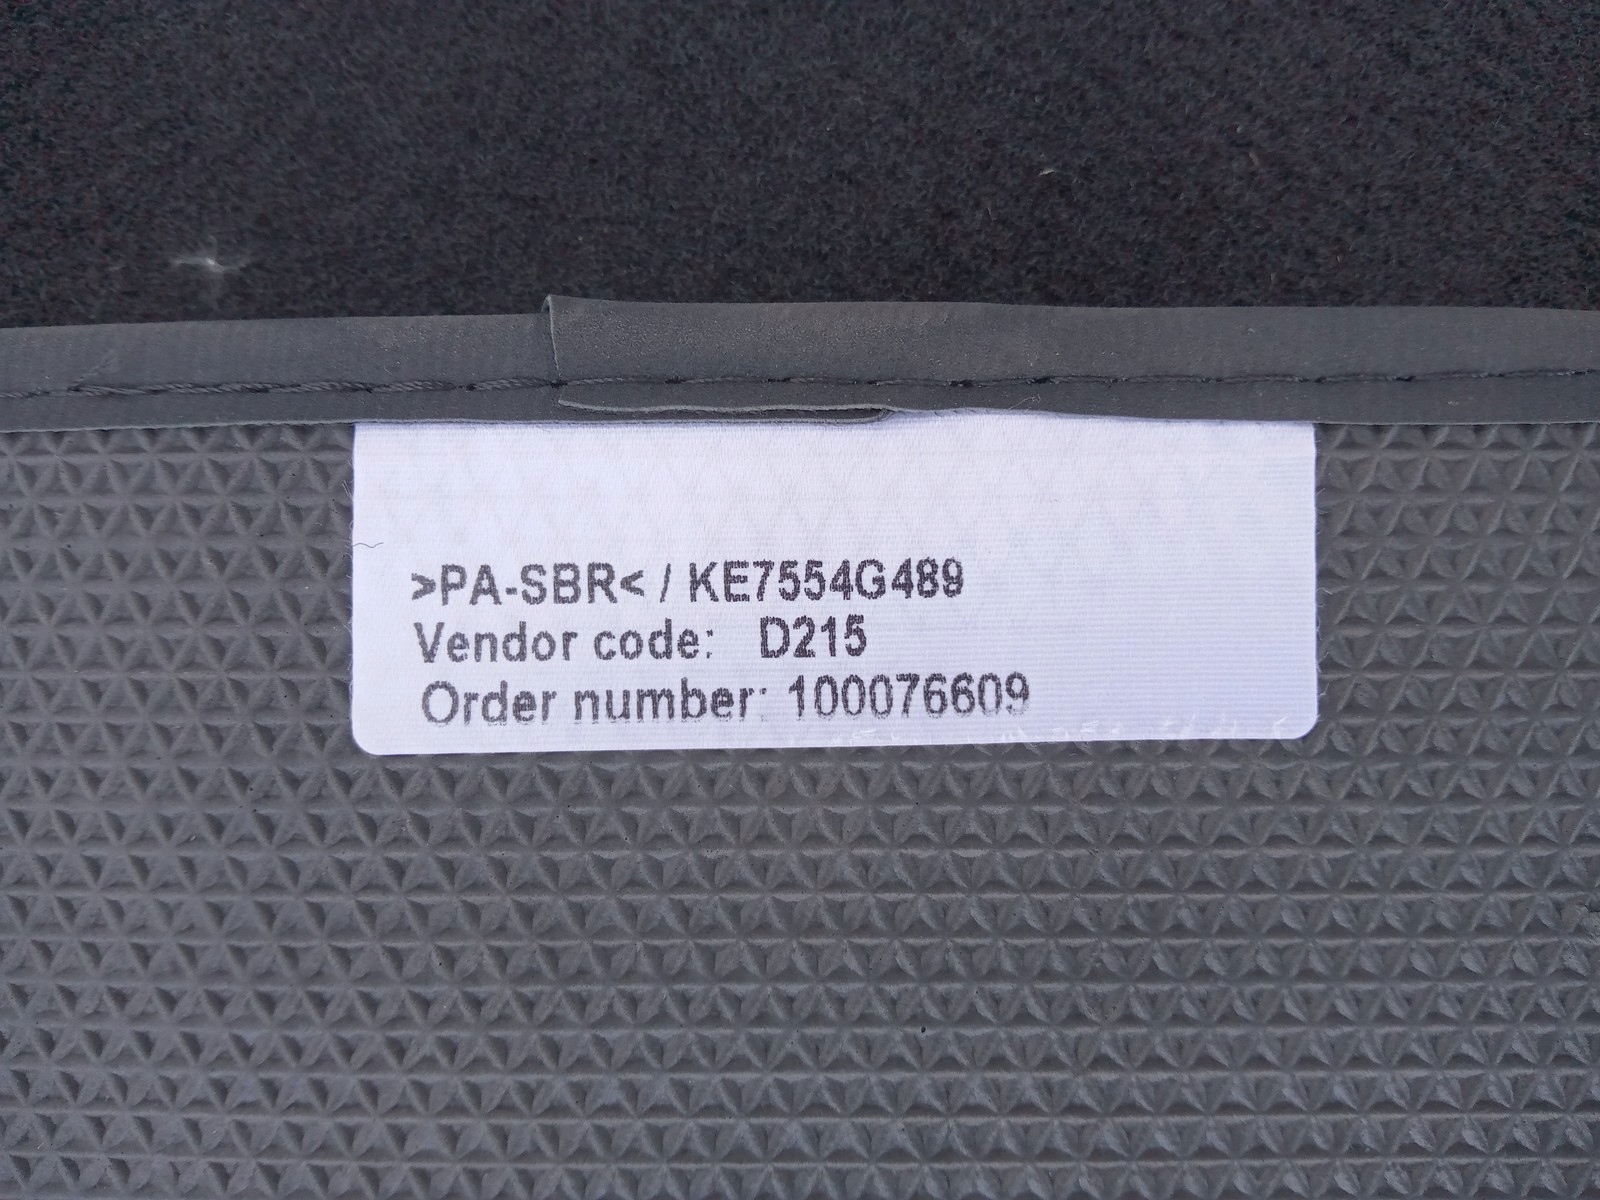 >PA-SBR< / KE7554G489
Vendor code: D215
Order number: 100076609